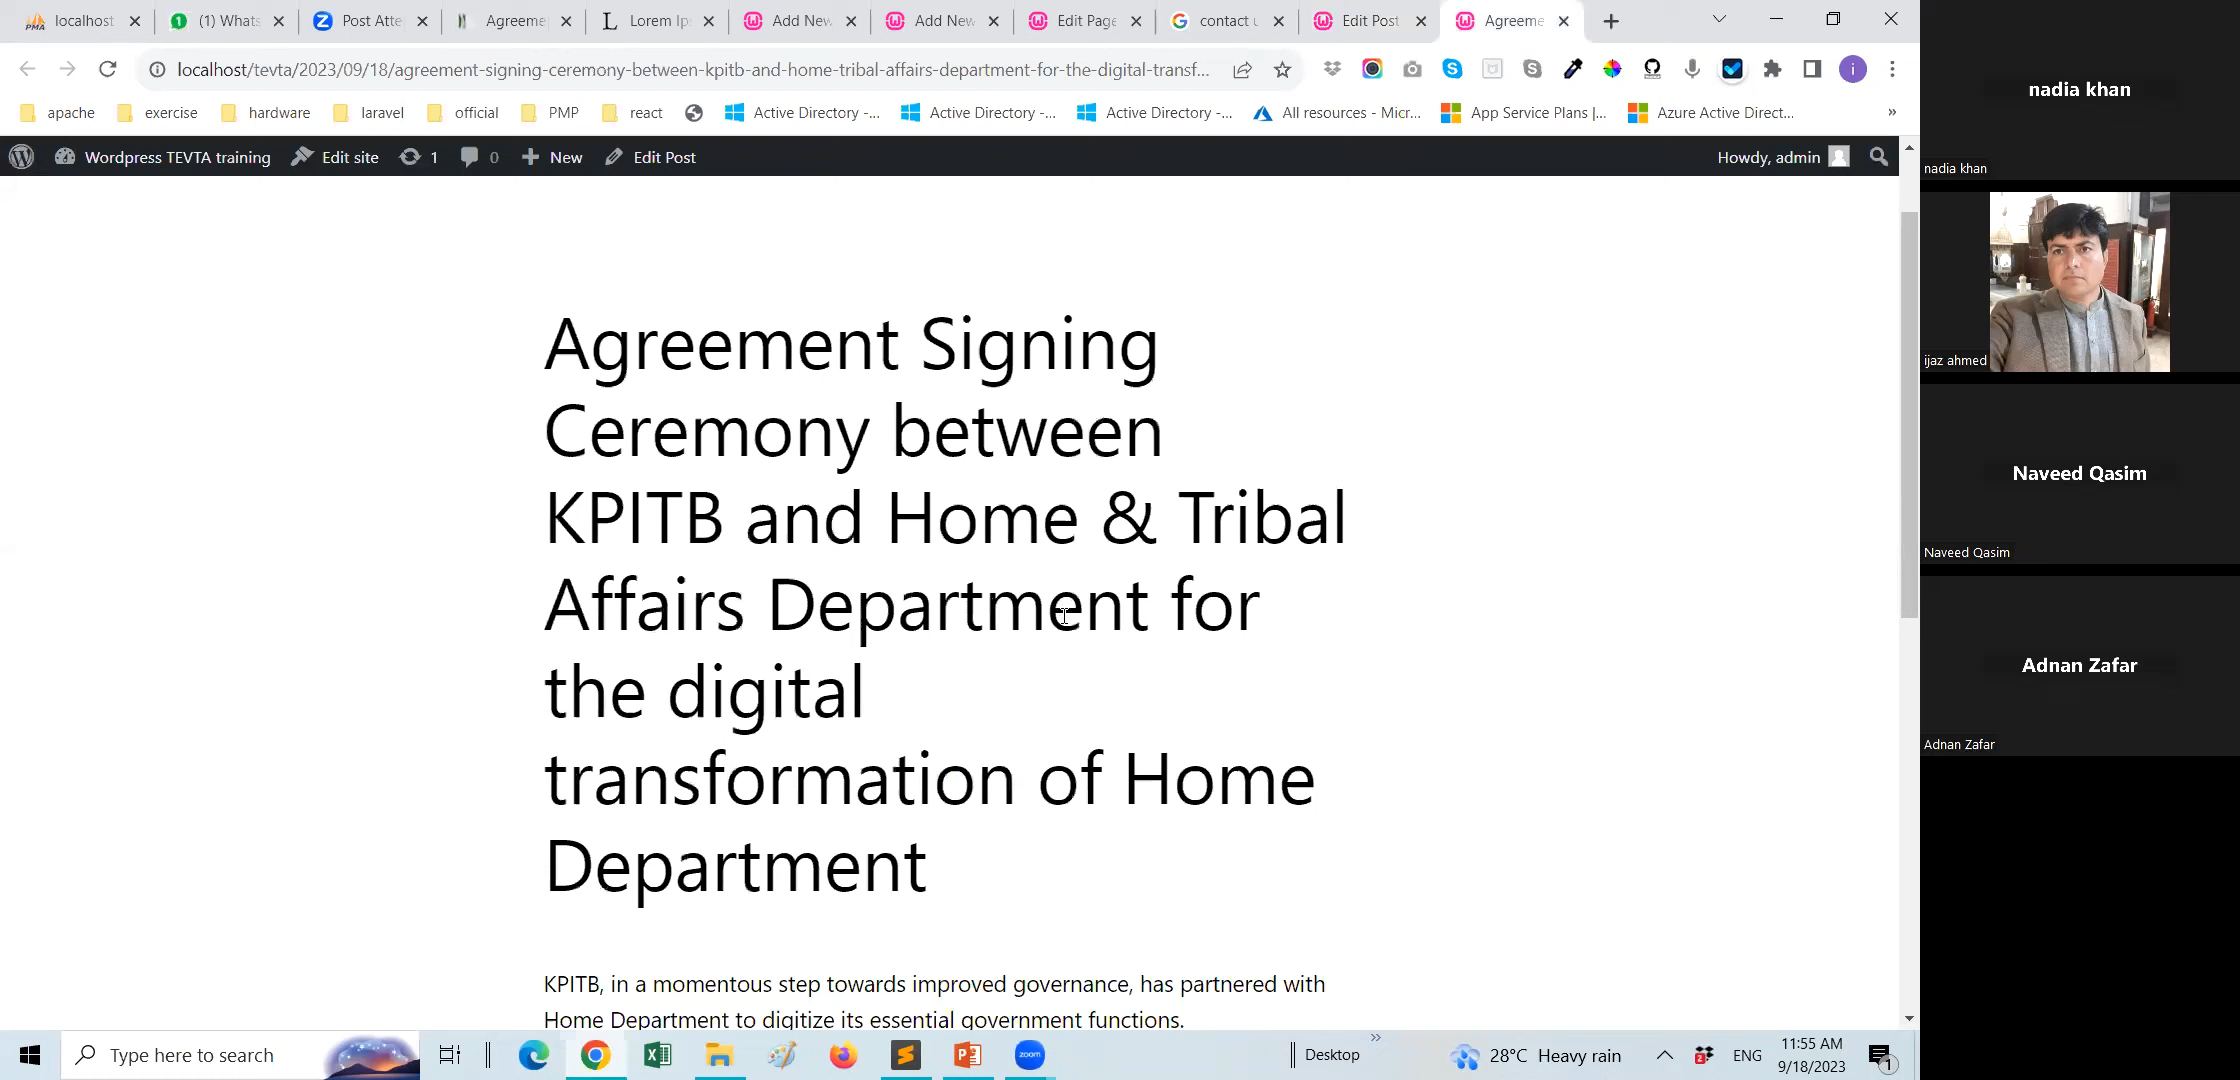 localhost
(1) Whats
Post Atte
Agreeme
Lorem Ip
Add New
Add New
Edit Page
contact u
Edit Post
Agreeme
localhost/tevta/2023/09/18/agreement-signing-ceremony-between-kpitb-and-home-tribal-affairs-department-for-the-digital-transf...
i
apache exercise hardware laravel official PMP react Active Directory -... Active Directory -... Active Directory -... All resources - Micr... App Service Plans |... Azure Active Direct... »
Wordpress TEVTA training Edit site 1 0 New Edit Post Howdy, admin
Agreement Signing
Ceremony between
KPITB and Home & Tribal
Affairs Department for
the digital
transformation of Home
Department
KPITB, in a momentous step towards improved governance, has partnered with
Home Department to digitize its essential government functions.
Type here to search
zoom
Desktop
28°C Heavy rain
ENG
11:55 AM
9/18/2023
1
nadia khan
nadia khan
ijaz ahmed
Naveed Qasim
Naveed Qasim
Adnan Zafar
Adnan Zafar